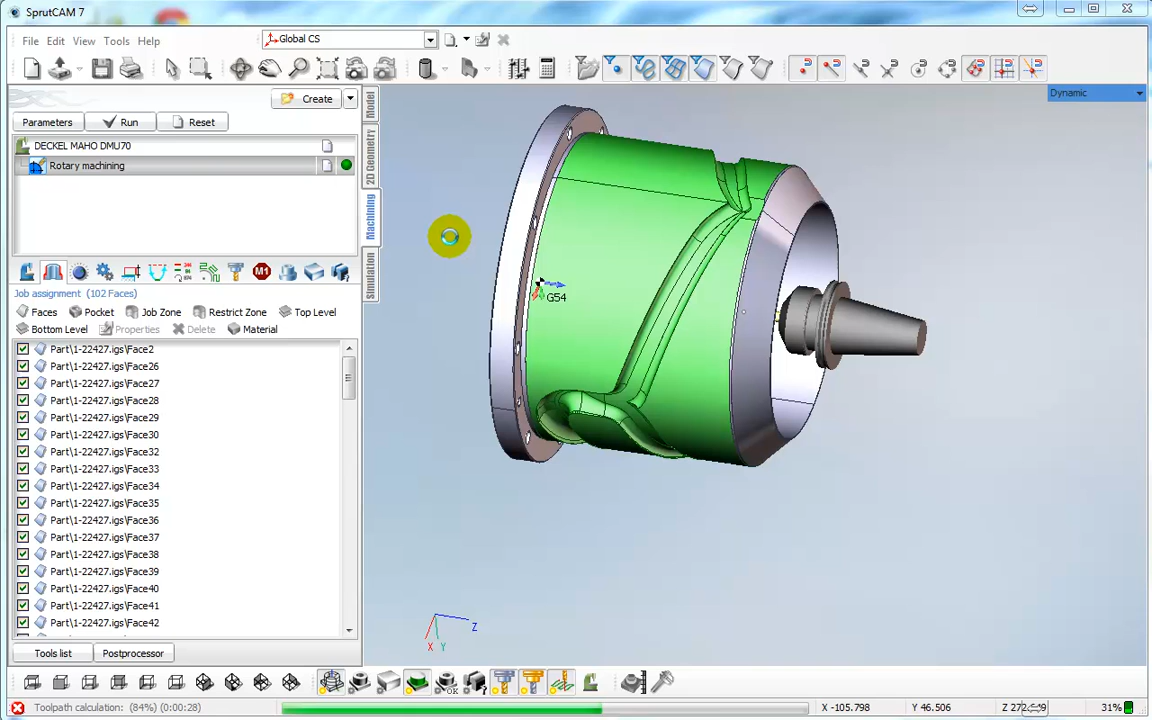 SprutCAM 7
File Edit View Tools Help
Global CS
Create
Parameters Run Reset
DECKEL MAHO DMU70
Rotary machining
Model
2D Geometry
Machining
Simulation
Dynamic
M1
Job assignment (102 Faces)
Faces Pocket Job Zone Restrict Zone Top Level
Bottom Level Properties Delete Material
Part\1-22427.igs\Face2
Part\1-22427.igs\Face26
Part\1-22427.igs\Face27
Part\1-22427.igs\Face28
Part\1-22427.igs\Face29
Part\1-22427.igs\Face30
Part\1-22427.igs\Face32
Part\1-22427.igs\Face33
Part\1-22427.igs\Face34
Part\1-22427.igs\Face35
Part\1-22427.igs\Face36
Part\1-22427.igs\Face37
Part\1-22427.igs\Face38
Part\1-22427.igs\Face39
Part\1-22427.igs\Face40
Part\1-22427.igs\Face41
Part\1-22427.igs\Face42
G54
X Y Z
Tools list Postprocessor
OK
Toolpath calculation: (84%) (0:00:28)
X -105.798 Y 46.506 Z 31%